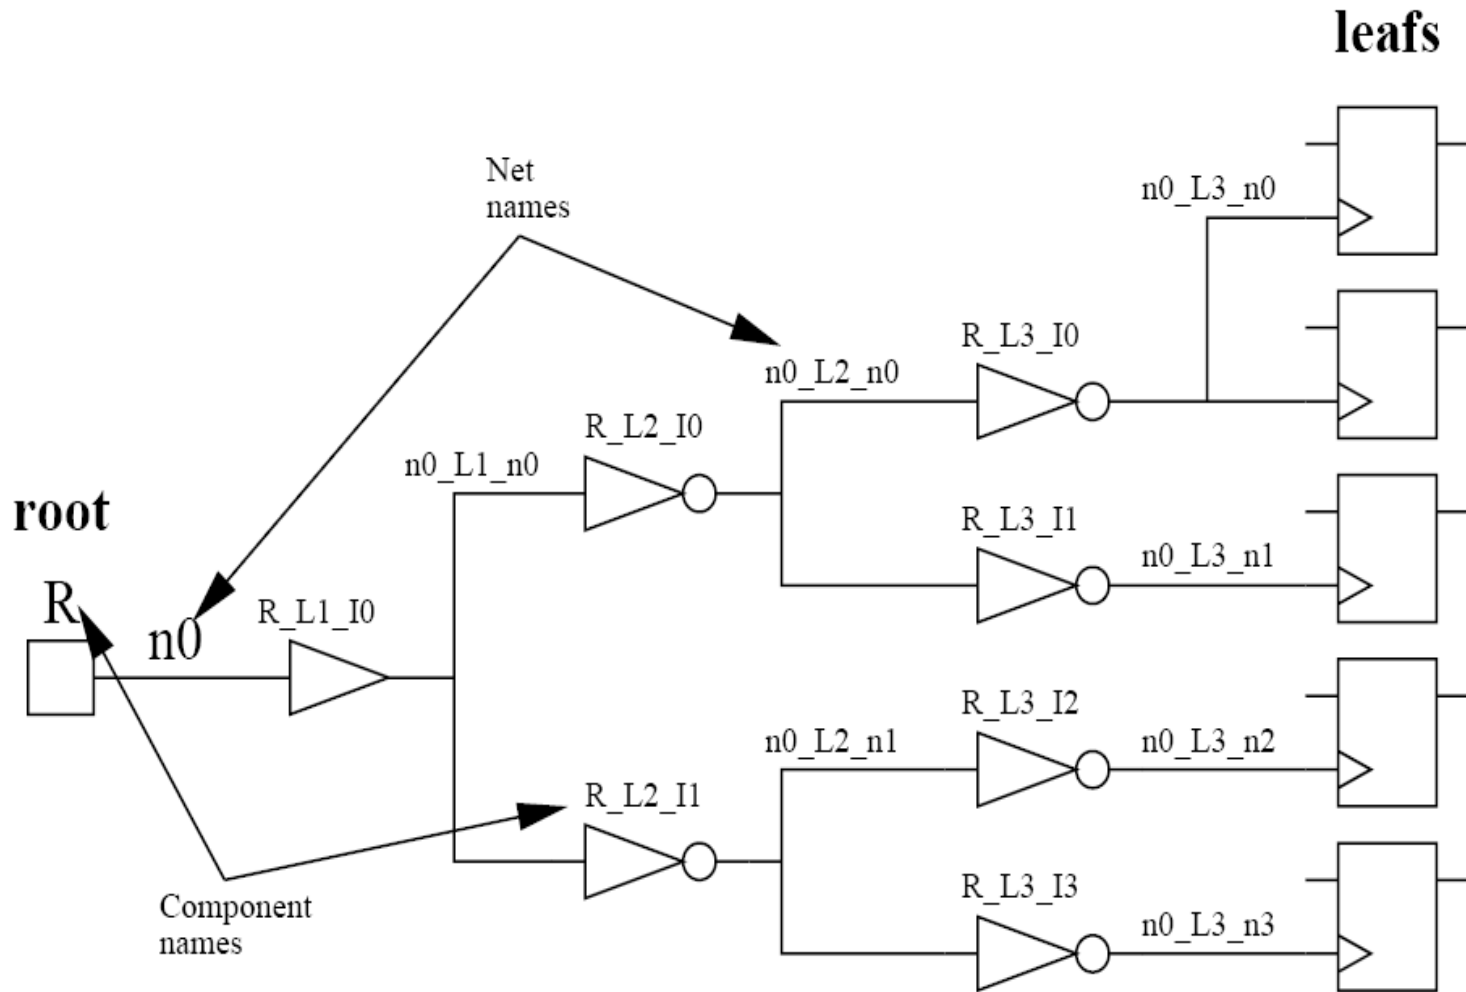 leafs
Net
names
n0_L3_n0
R_L3_I0
n0_L2_n0
R_L2_I0
n0_L1_n0
root
R_L3_I1
n0_L3_n1
R
n0
R_L1_I0
R_L3_I2
n0_L2_n1
n0_L3_n2
R_L2_I1
Component
names
R_L3_I3
n0_L3_n3